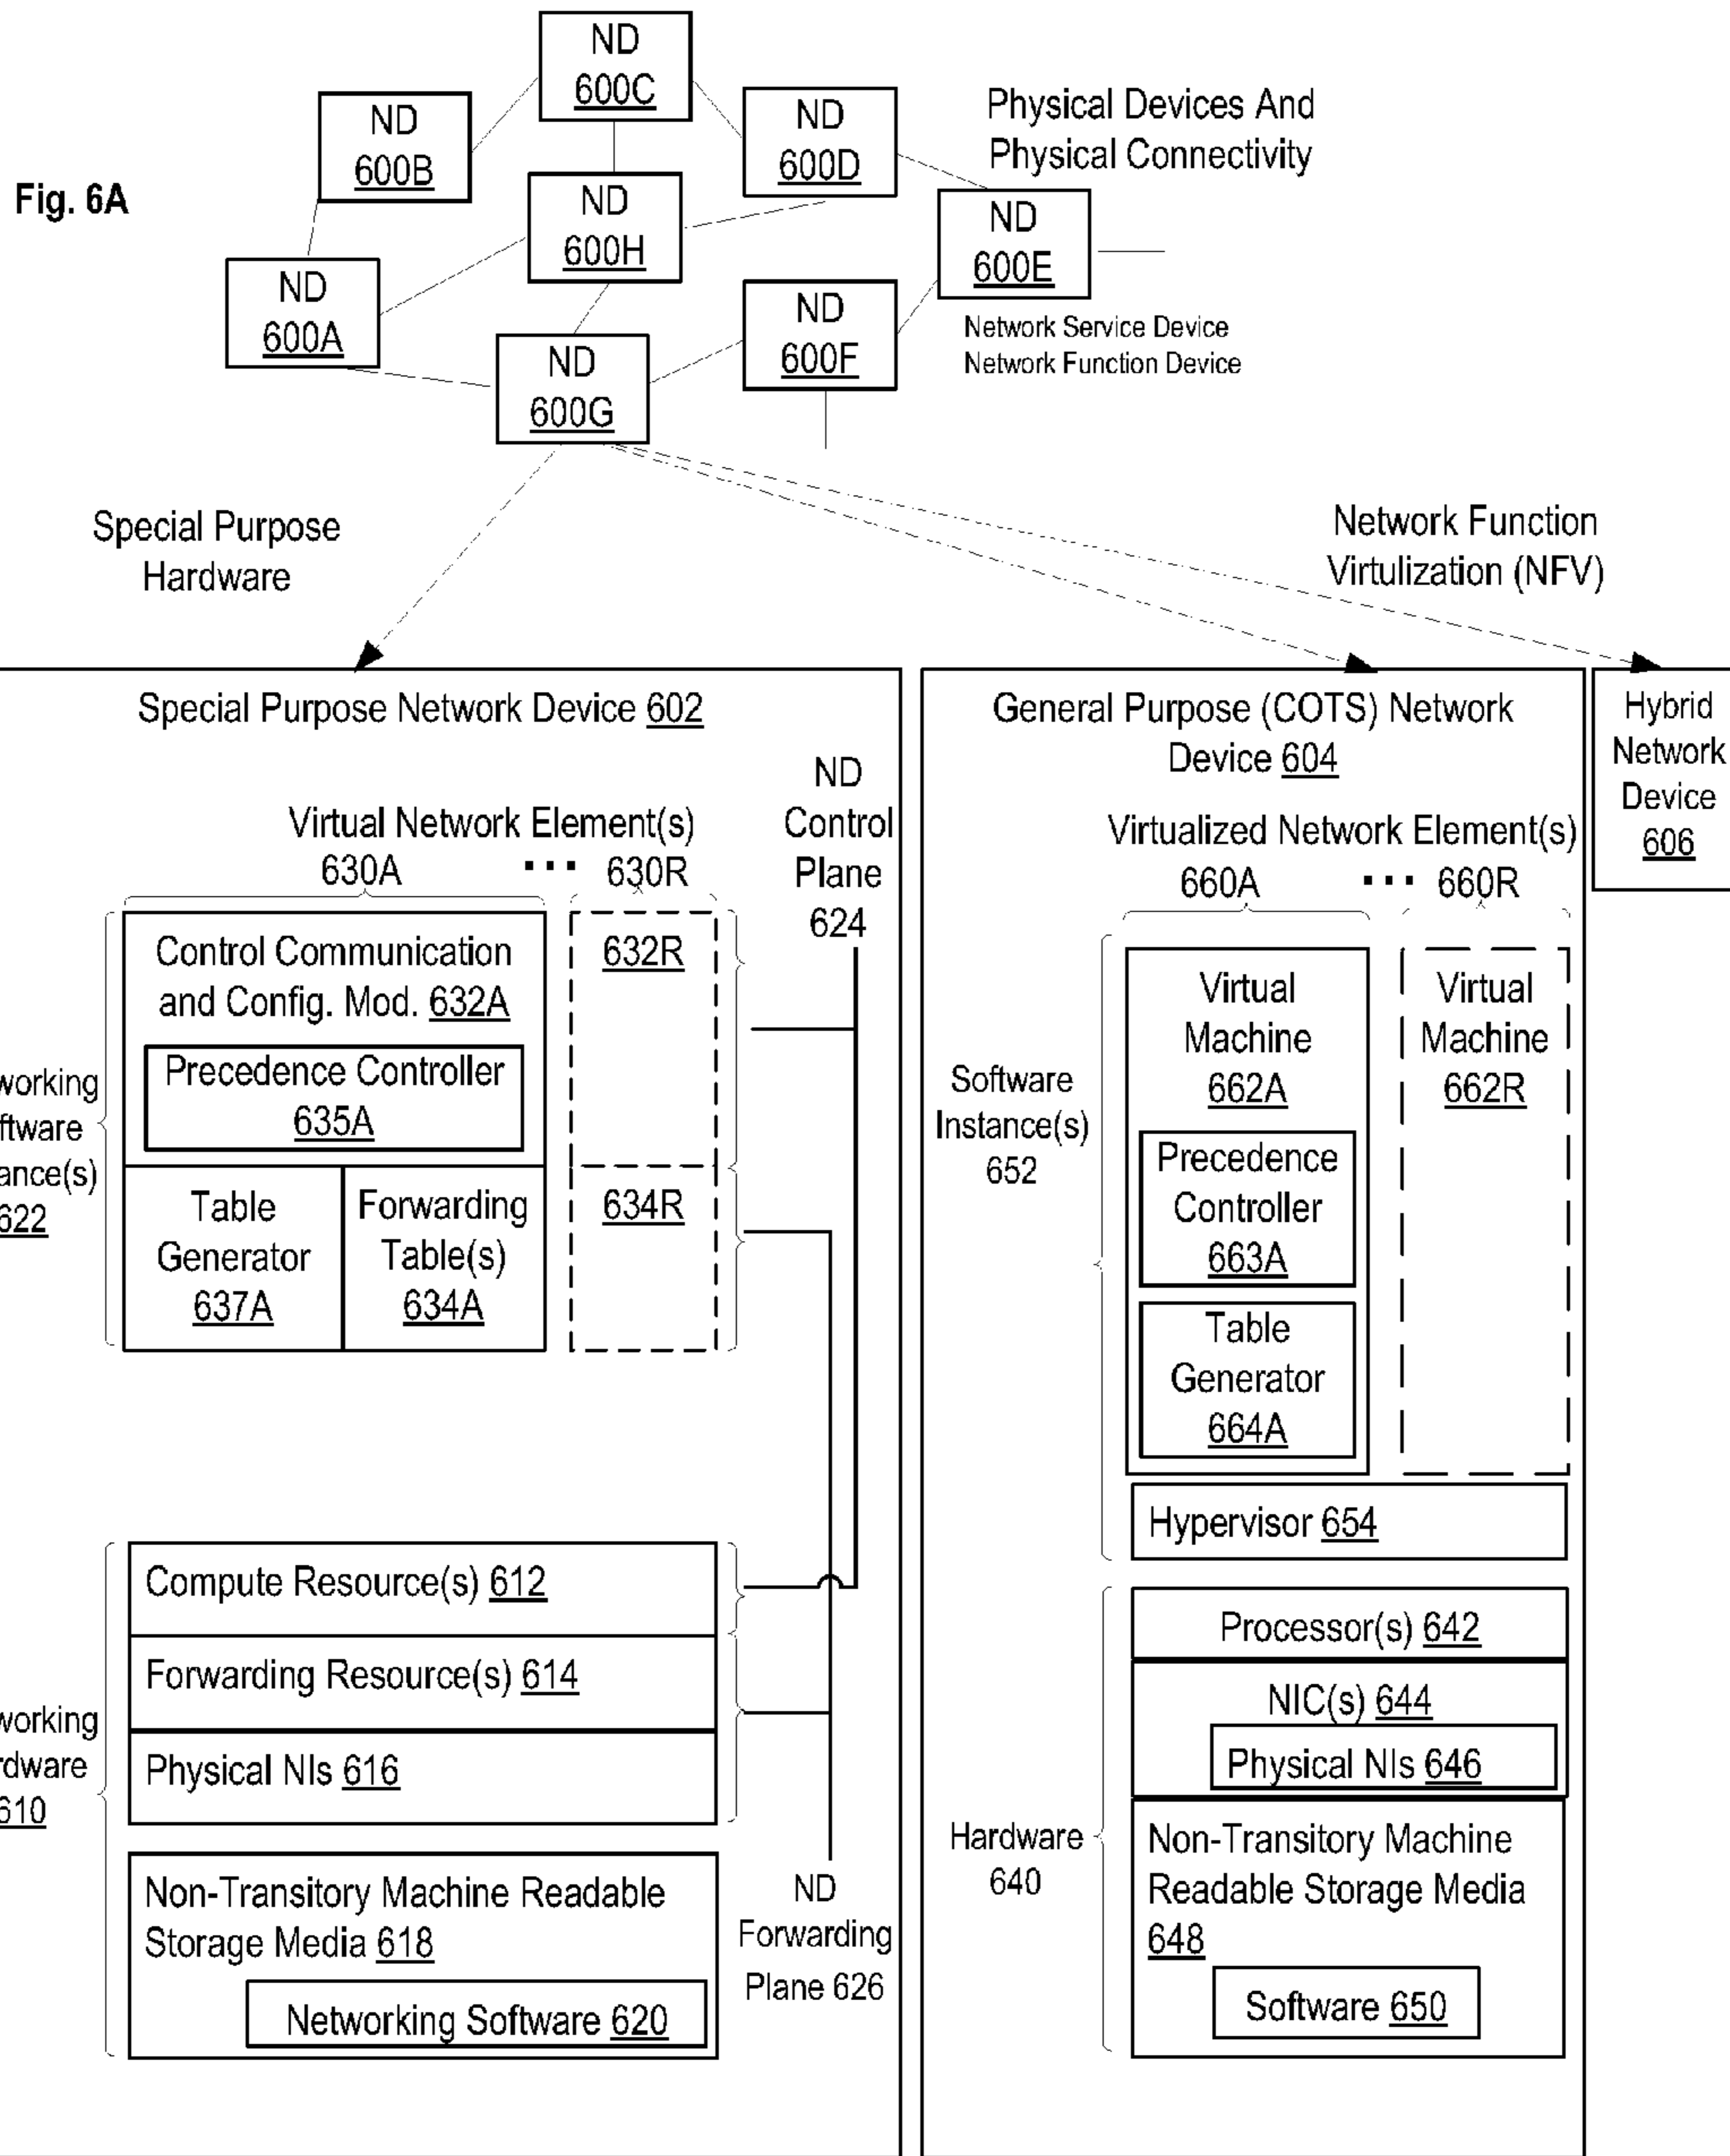 ND
600C
ND
600B
ND
600D
Physical Devices And
Physical Connectivity
Fig. 6A
ND
600H
ND
600E
ND
600A
ND
600F
Network Service Device
Network Function Device
ND
600G
Special Purpose
Hardware
Network Function
Virtulization (NFV)
Special Purpose Network Device 602
ND
Control
Plane
624
Virtual Network Element(s)
630A ... 630R
Control Communication
and Config. Mod. 632A
632R
Precedence Controller
635A
Table
Generator
637A
Forwarding
Table(s)
634A
634R
622
Compute Resource(s) 612
Forwarding Resource(s) 614
Physical NIs 616
610
Non-Transitory Machine Readable
Storage Media 618
Networking Software 620
ND
Forwarding
Plane 626
General Purpose (COTS) Network
Device 604
Virtualized Network Element(s)
660A ... 660R
Software
Instance(s)
652
Virtual
Machine
662A
Virtual
Machine
662R
Precedence
Controller
663A
Table
Generator
664A
Hypervisor 654
Hardware
640
Processor(s) 642
NIC(s) 644
Physical NIs 646
Non-Transitory Machine
Readable Storage Media
648
Software 650
Hybrid
Network
Device
606